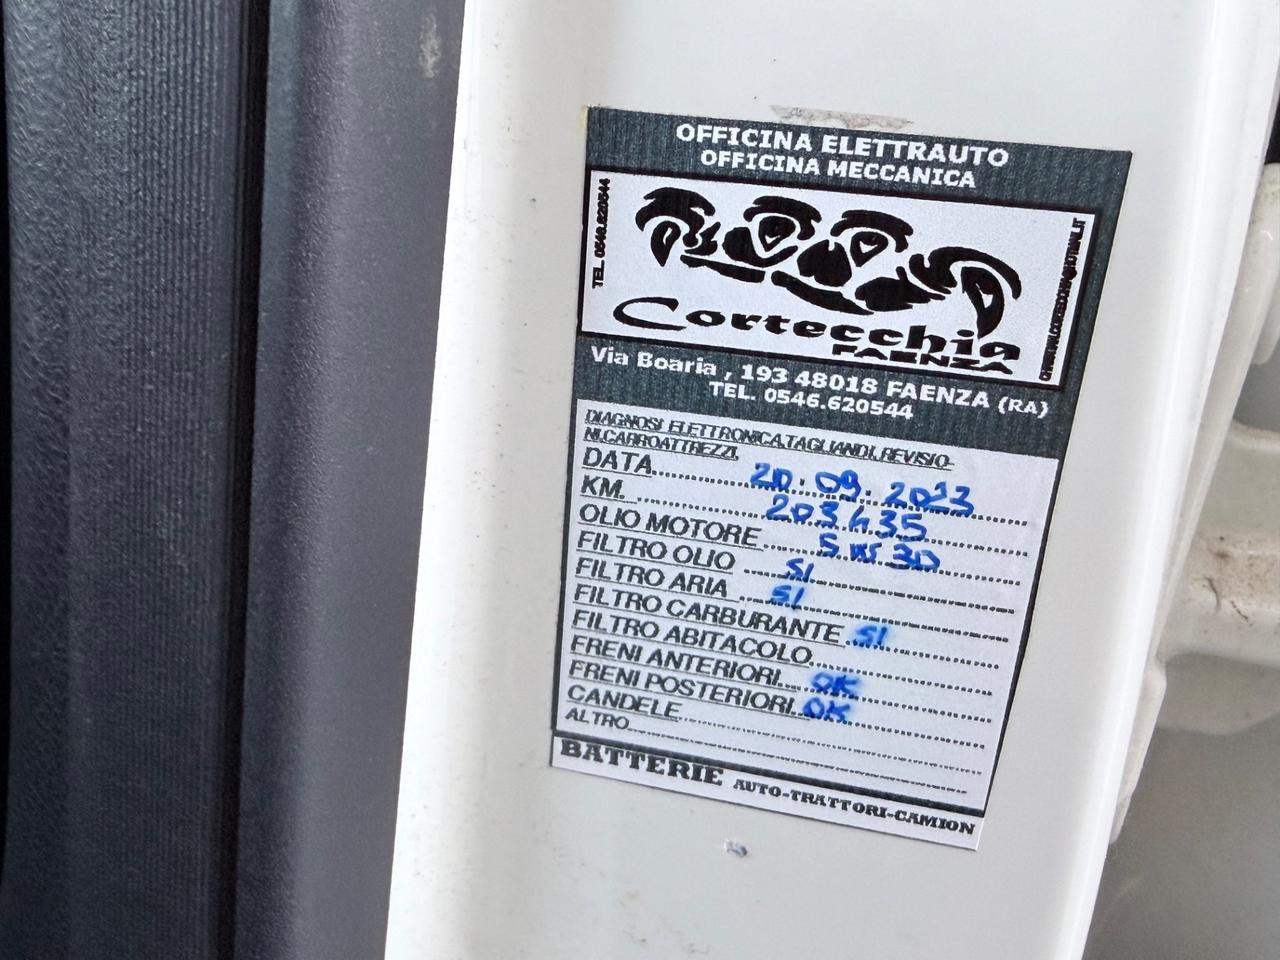 OFFICINA ELETTRAUTO
OFFICINA MECCANICA
TEL. 0546.620544
Cortecchia
FAENZA
Via Boaria , 193 48018 FAENZA (RA)
TEL. 0546.620544
DIAGNOSI ELETTRONICA,TAGLIANDI,REVISIO-
NI,CARROATTREZZI,
DATA 20.09.2023
KM. 203435
OLIO MOTORE 5W30
FILTRO OLIO SI
FILTRO ARIA SI
FILTRO CARBURANTE SI
FILTRO ABITACOLO
FRENI ANTERIORI OK
FRENI POSTERIORI OK
CANDELE
ALTRO
BATTERIE AUTO-TRATTORI-CAMION